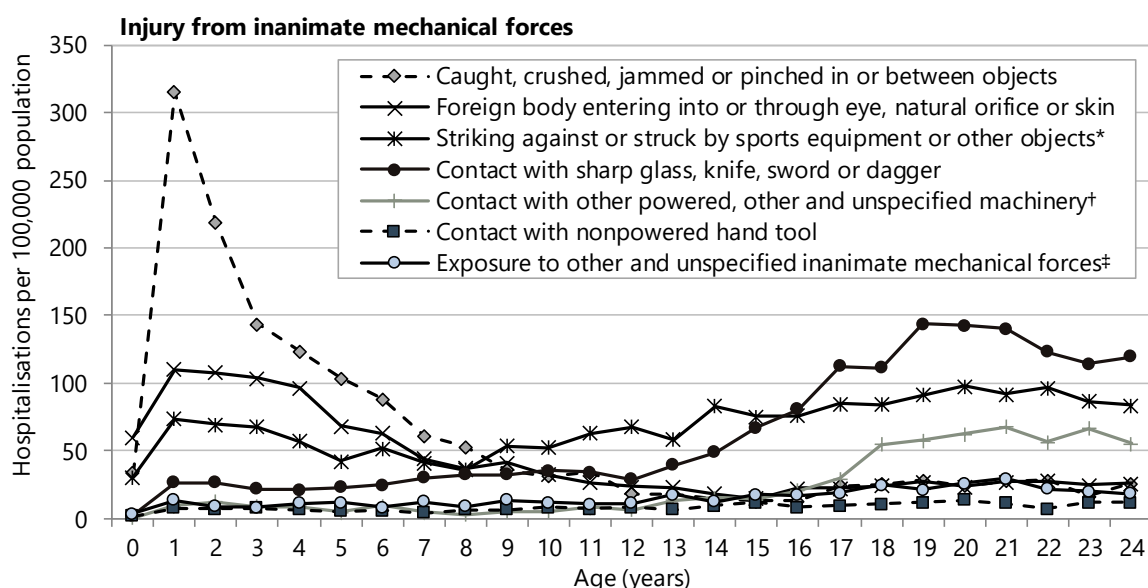 Injury from inanimate mechanical forces
350
300
250
200
150
100
50
0
Hospitalisations per 100,000 population
Caught, crushed, jammed or pinched in or between objects
Foreign body entering into or through eye, natural orifice or skin
Striking against or struck by sports equipment or other objects*
Contact with sharp glass, knife, sword or dagger
Contact with other powered, other and unspecified machinery†
Contact with nonpowered hand tool
Exposure to other and unspecified inanimate mechanical forces‡
0 1 2 3 4 5 6 7 8 9 10 11 12 13 14 15 16 17 18 19 20 21 22 23 24
Age (years)